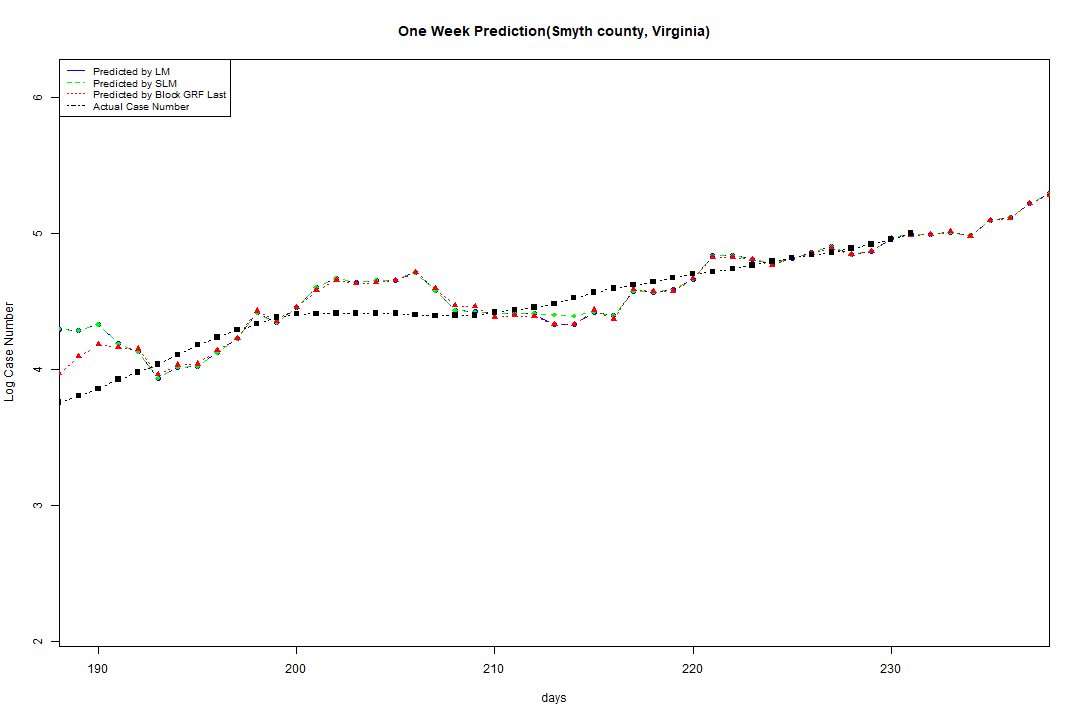 One Week Prediction(Smyth county, Virginia)
Predicted by LM
Predicted by SLM
Predicted by Block GRF Last
Actual Case Number
6
5
4
3
2
Log Case Number
190
200
210
220
230
days